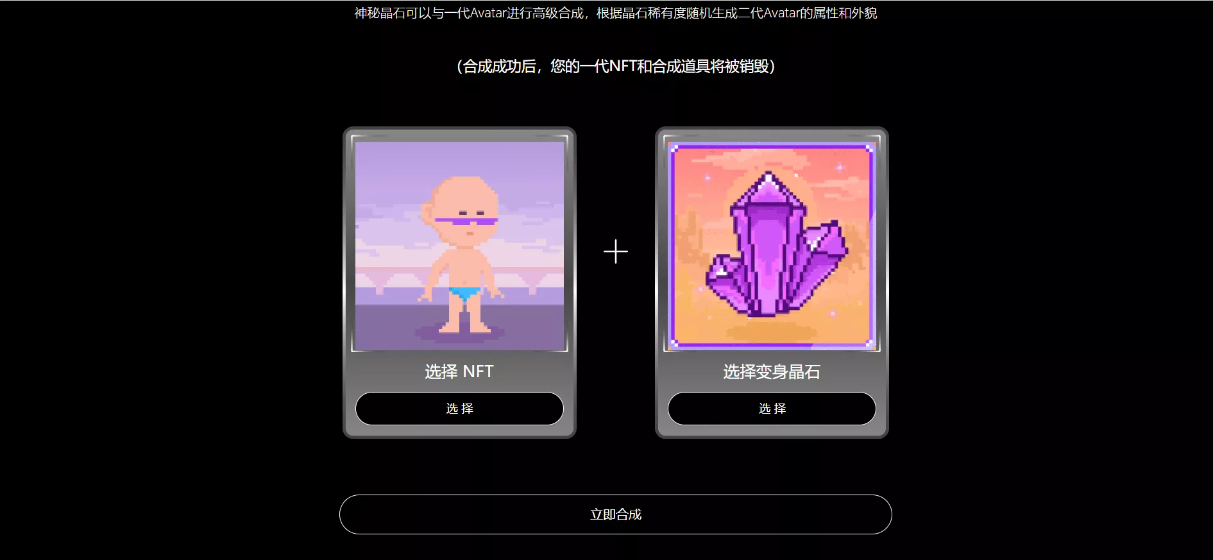 神秘晶石可以与一代Avatar进行高级合成，根据晶石稀有度随机生成二代Avatar的属性和外貌
（合成成功后，您的一代NFT和合成道具将被销毁）
选择 NFT
选择变身晶石
选 择
选 择
立即合成